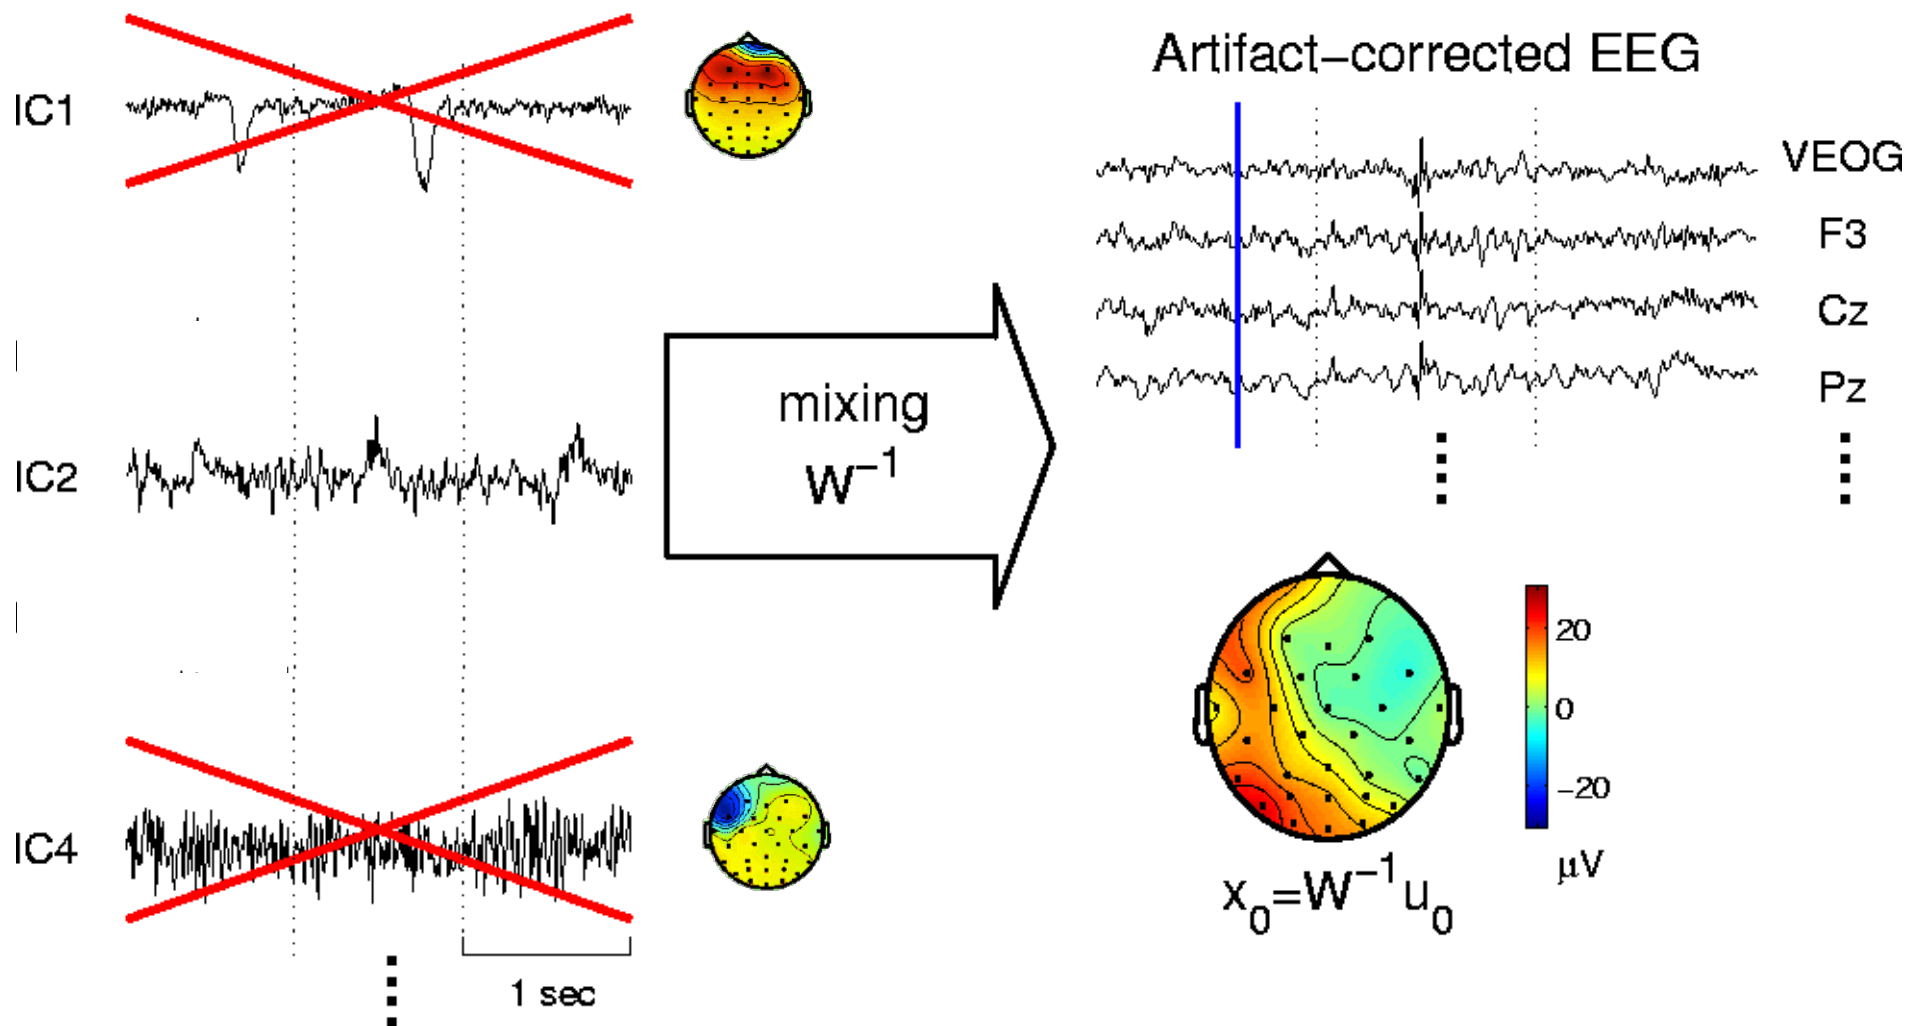 IC1
IC2
IC4
1 sec
mixing
W⁻¹
Artifact-corrected EEG
VEOG
F3
Cz
Pz
20
0
-20
μV
x₀=W⁻¹u₀